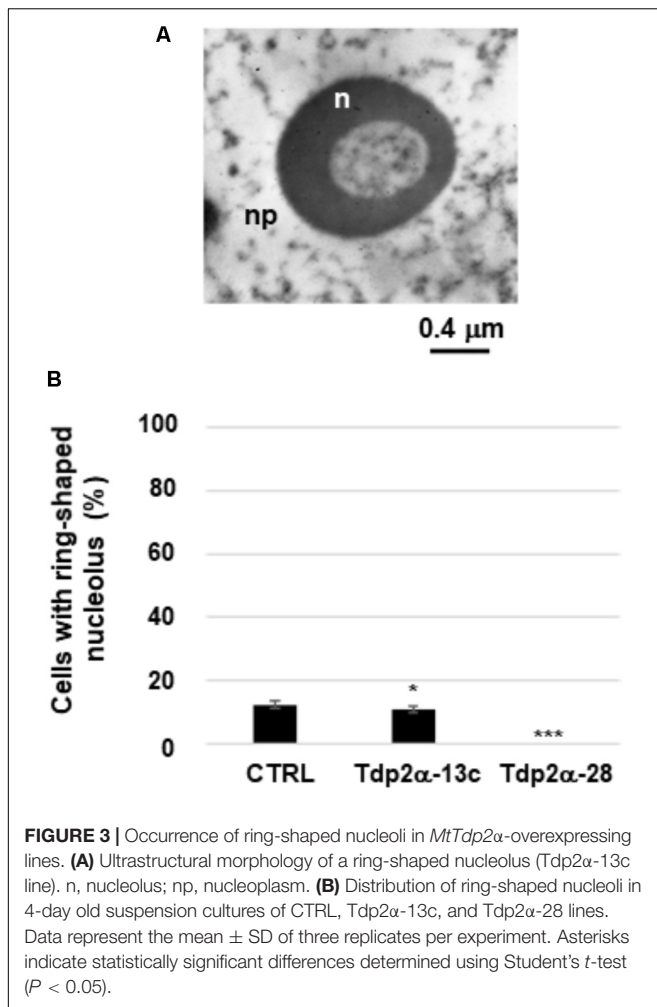 A
n
np
0.4 μm
B
Cells with ring-shaped
nucleolus (%)
100
80
60
40
20
0
*
***
CTRL
Tdp2α-13c
Tdp2α-28
FIGURE 3 | Occurrence of ring-shaped nucleoli in MtTdp2α-overexpressing
lines. (A) Ultrastructural morphology of a ring-shaped nucleolus (Tdp2α-13c
line). n, nucleolus; np, nucleoplasm. (B) Distribution of ring-shaped nucleoli in
4-day old suspension cultures of CTRL, Tdp2α-13c, and Tdp2α-28 lines.
Data represent the mean ± SD of three replicates per experiment. Asterisks
indicate statistically significant differences determined using Student's t-test
(P < 0.05).